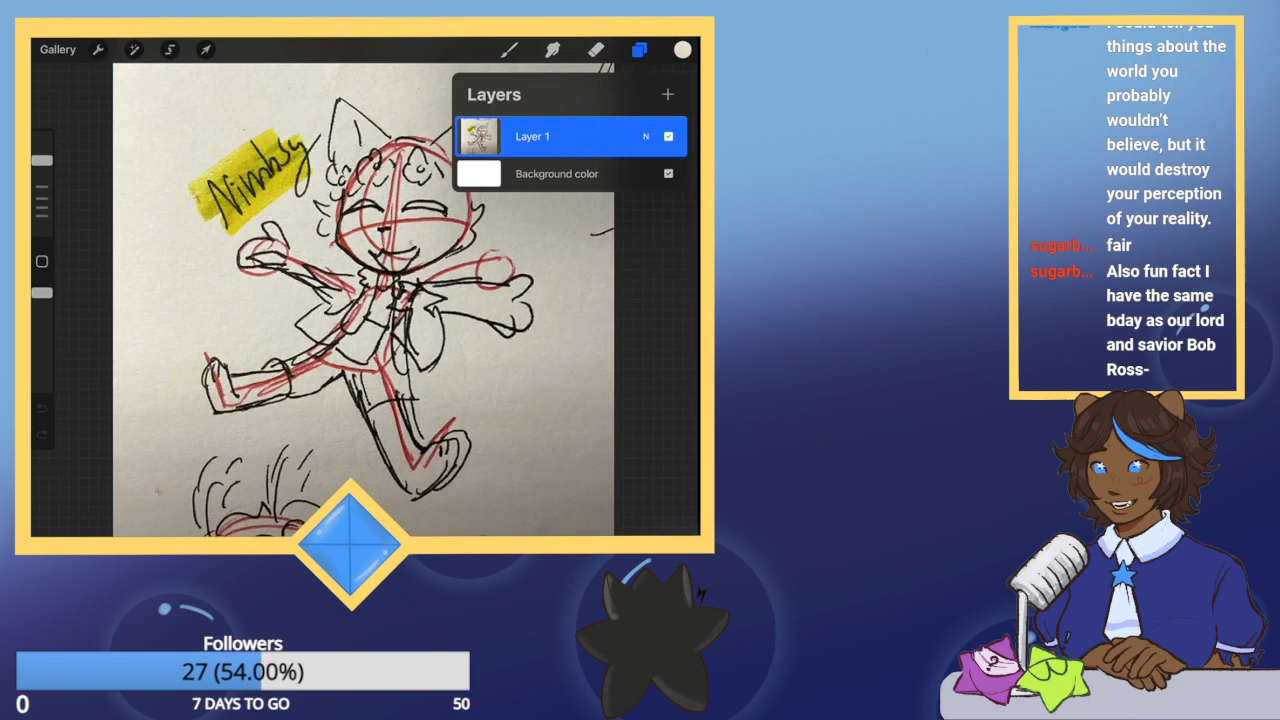 Gallery
Layers
Layer 1
N
Background color
Nimby
things about the
world you
probably
wouldn't
believe, but it
would destroy
your perception
of your reality.
sugarb... fair
sugarb... Also fun fact I
have the same
bday as our lord
and savior Bob
Ross-
Followers
27 (54.00%)
0
7 DAYS TO GO
50